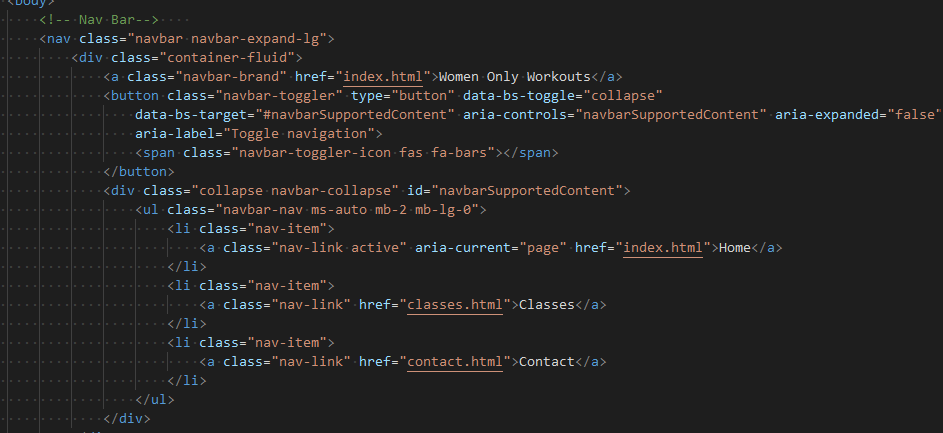 <body>
<!-- Nav Bar-->
<nav class="navbar navbar-expand-lg">
<div class="container-fluid">
<a class="navbar-brand" href="index.html">Women Only Workouts</a>
<button class="navbar-toggler" type="button" data-bs-toggle="collapse"
data-bs-target="#navbarSupportedContent" aria-controls="navbarSupportedContent" aria-expanded="false"
aria-label="Toggle navigation">
<span class="navbar-toggler-icon fas fa-bars"></span>
</button>
<div class="collapse navbar-collapse" id="navbarSupportedContent">
<ul class="navbar-nav ms-auto mb-2 mb-lg-0">
<li class="nav-item">
<a class="nav-link active" aria-current="page" href="index.html">Home</a>
</li>
<li class="nav-item">
<a class="nav-link" href="classes.html">Classes</a>
</li>
<li class="nav-item">
<a class="nav-link" href="contact.html">Contact</a>
</li>
</ul>
</div>